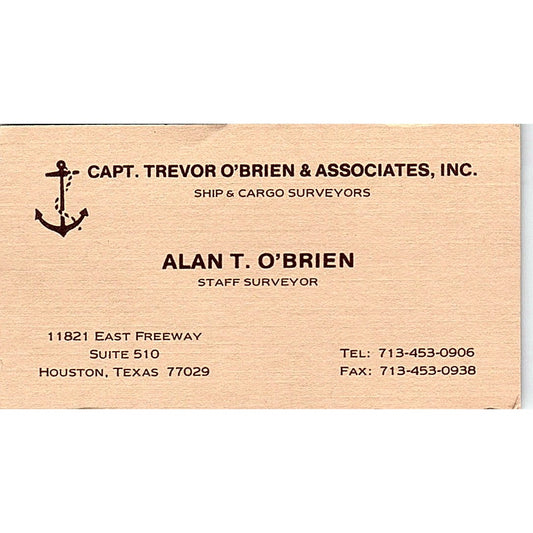 CAPT. TREVOR O'BRIEN & ASSOCIATES, INC.
SHIP & CARGO SURVEYORS
ALAN T. O'BRIEN
STAFF SURVEYOR
11821 EAST FREEWAY
SUITE 510
HOUSTON, TEXAS 77029
TEL: 713-453-0906
FAX: 713-453-0938